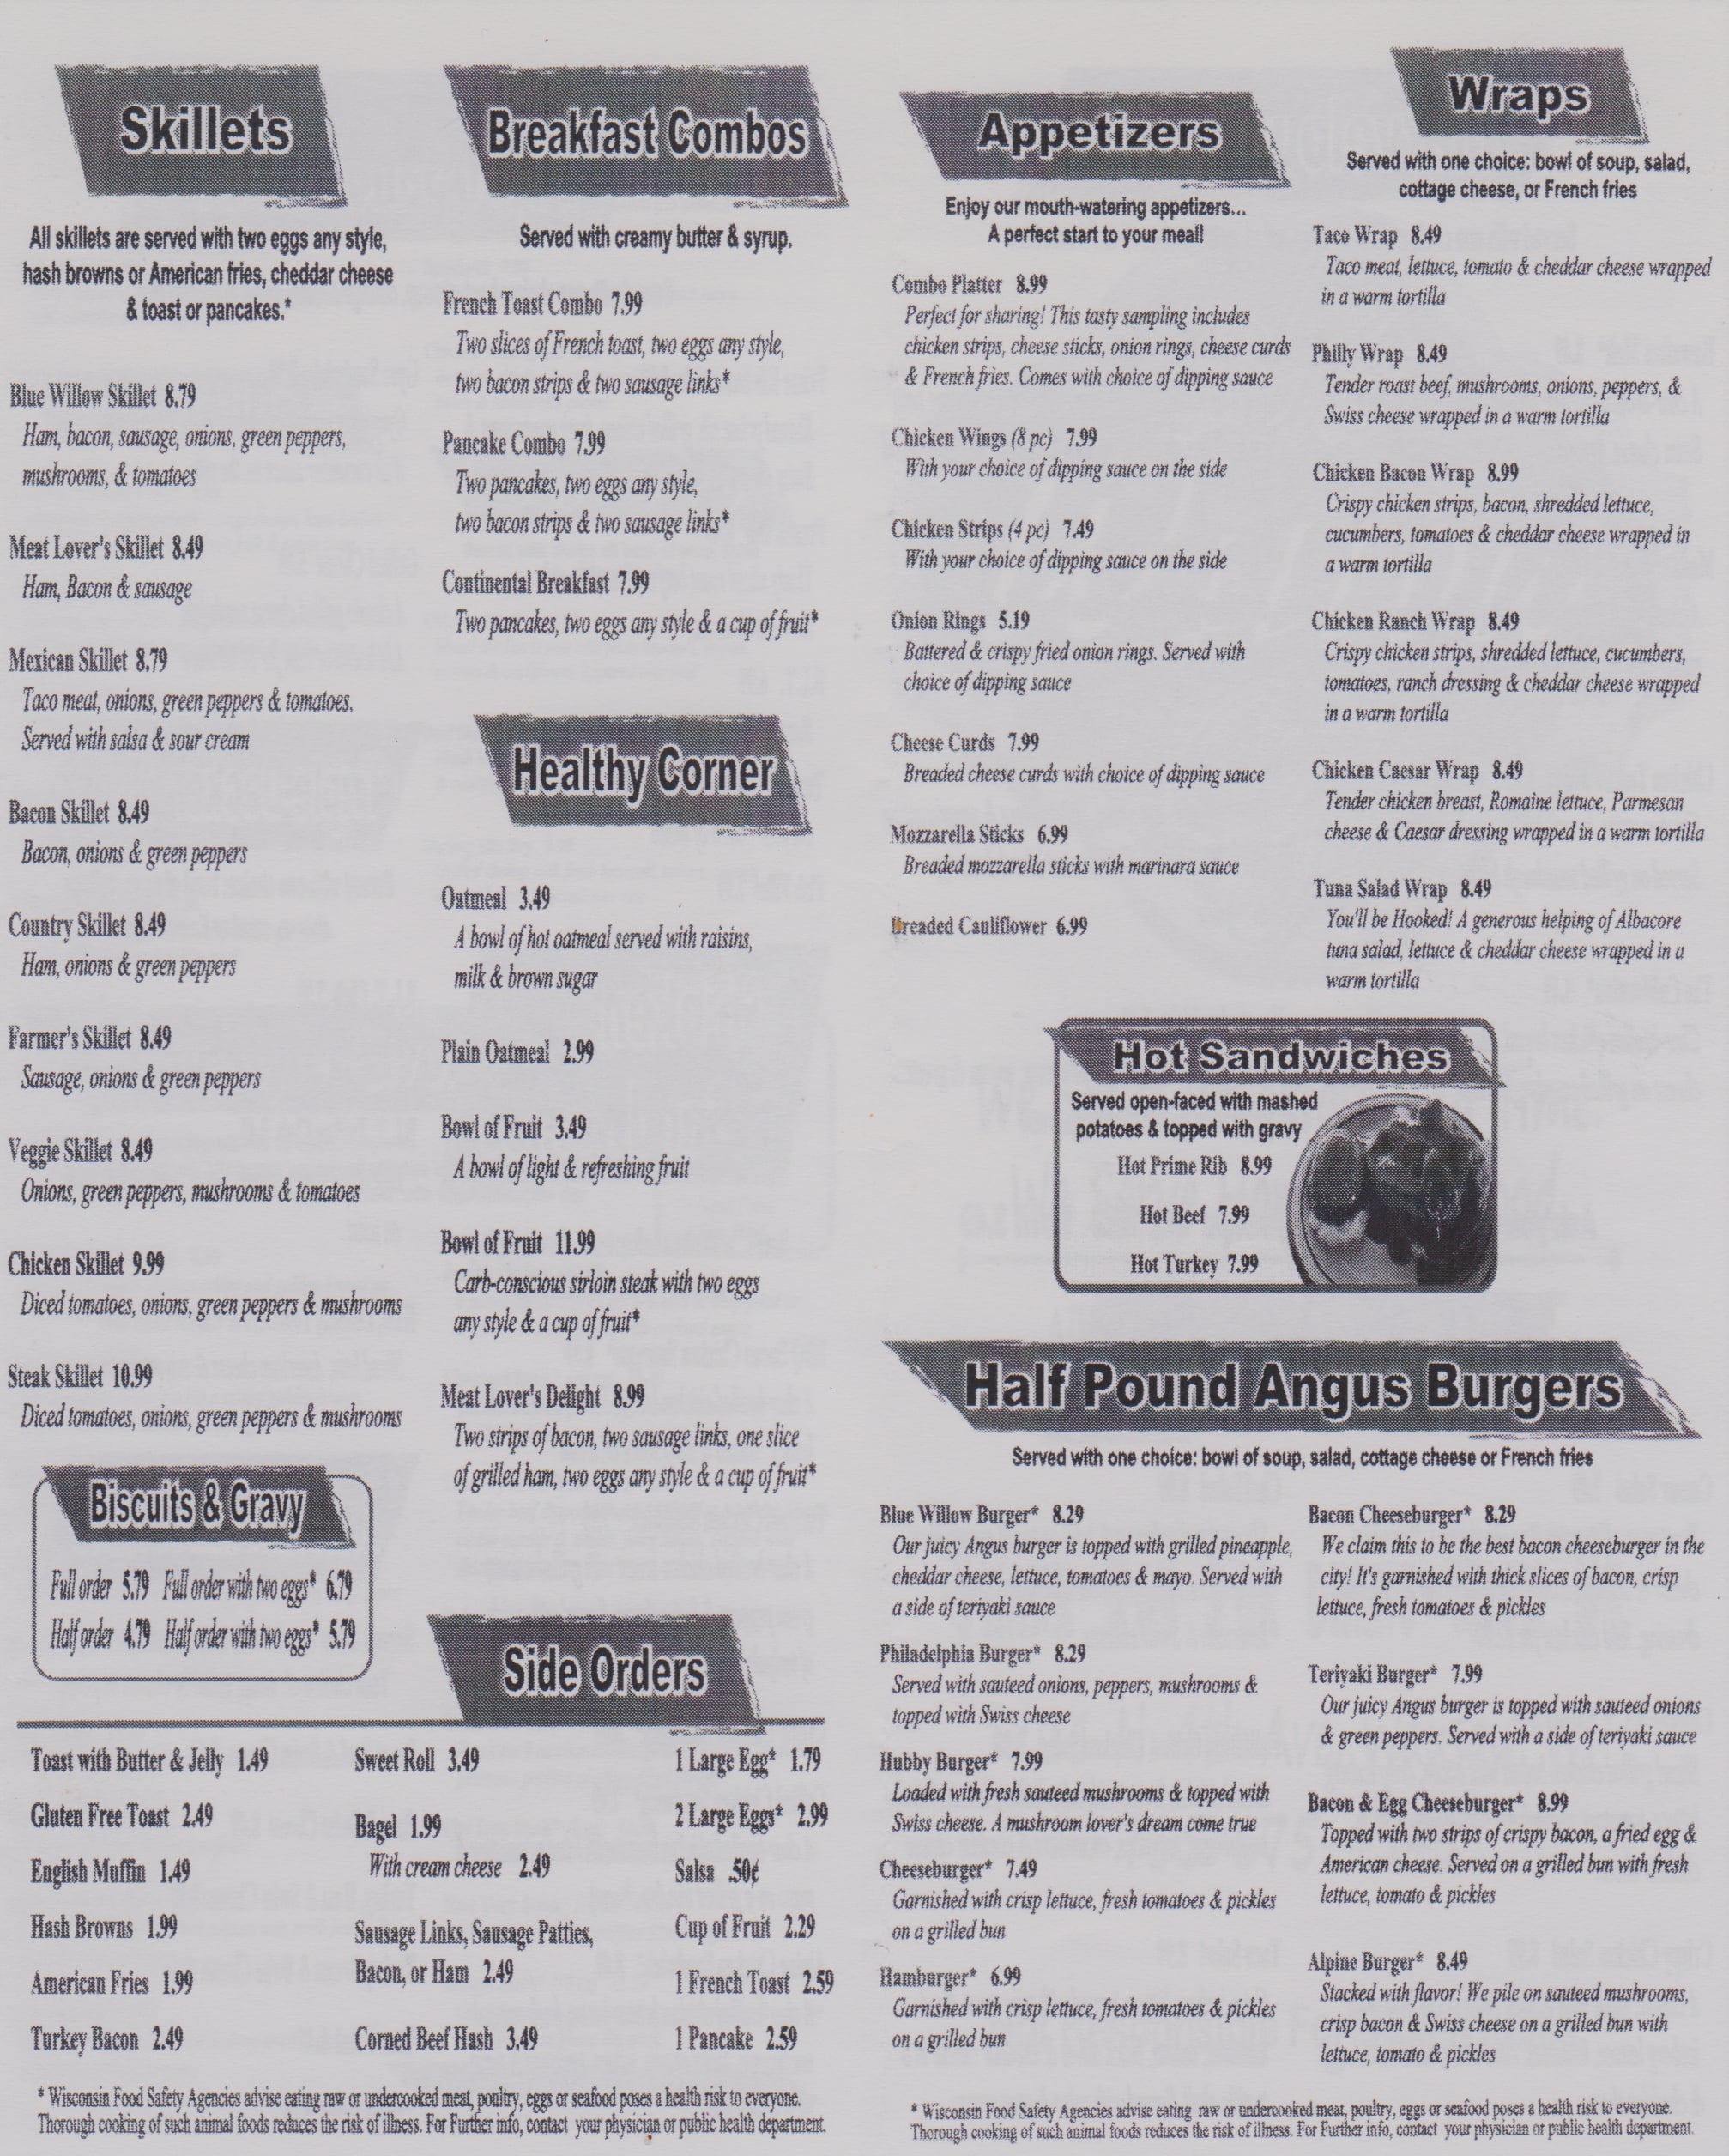 Skillets
All skillets are served with two eggs any style,
hash browns or American fries, cheddar cheese
& toast or pancakes.*
Blue Willow Skillet 8.79
Ham, bacon, sausage, onions, green peppers,
mushrooms, & tomatoes
Meat Lover's Skillet 8.49
Ham, Bacon & sausage
Mexican Skillet 8.79
Taco meat, onions, green peppers & tomatoes.
Served with salsa & sour cream
Bacon Skillet 8.49
Bacon, onions & green peppers
Country Skillet 8.49
Ham, onions & green peppers
Farmer's Skillet 8.49
Sausage, onions & green peppers
Veggie Skillet 8.49
Onions, green peppers, mushrooms & tomatoes
Chicken Skillet 9.99
Diced tomatoes, onions, green peppers & mushrooms
Steak Skillet 10.99
Diced tomatoes, onions, green peppers & mushrooms
Biscuits & Gravy
Full order 5.79 Full order with two eggs* 6.79
Half order 4.79 Half order with two eggs* 5.79
Breakfast Combos
Served with creamy butter & syrup.
French Toast Combo 7.99
Two slices of French toast, two eggs any style,
two bacon strips & two sausage links*
Pancake Combo 7.99
Two pancakes, two eggs any style,
two bacon strips & two sausage links*
Continental Breakfast 7.99
Two pancakes, two eggs any style & a cup of fruit*
Healthy Corner
Oatmeal 3.49
A bowl of hot oatmeal served with raisins,
milk & brown sugar
Plain Oatmeal 2.99
Bowl of Fruit 3.49
A bowl of light & refreshing fruit
Bowl of Fruit 11.99
Carb-conscious sirloin steak with two eggs
any style & a cup of fruit*
Meat Lover's Delight 8.99
Two strips of bacon, two sausage links, one slice
of grilled ham, two eggs any style & a cup of fruit*
Side Orders
Toast with Butter & Jelly 1.49
Gluten Free Toast 2.49
English Muffin 1.49
Hash Browns 1.99
American Fries 1.99
Turkey Bacon 2.49
Sweet Roll 3.49
Bagel 1.99
With cream cheese 2.49
Sausage Links, Sausage Patties,
Bacon, or Ham 2.49
Corned Beef Hash 3.49
1 Large Egg* 1.79
2 Large Eggs* 2.99
Salsa .50¢
Cup of Fruit 2.29
1 French Toast 2.59
1 Pancake 2.59
* Wisconsin Food Safety Agencies advise eating raw or undercooked meat, poultry, eggs or seafood poses a health risk to everyone.
Thorough cooking of such animal foods reduces the risk of illness. For Further info, contact your physician or public health department.
Appetizers
Enjoy our mouth-watering appetizers...
A perfect start to your meal!
Combo Platter 8.99
Perfect for sharing! This tasty sampling includes
chicken strips, cheese sticks, onion rings, cheese curds
& French fries. Comes with choice of dipping sauce
Chicken Wings (8 pc) 7.99
With your choice of dipping sauce on the side
Chicken Strips (4 pc) 7.49
With your choice of dipping sauce on the side
Onion Rings 5.19
Battered & crispy fried onion rings. Served with
choice of dipping sauce
Cheese Curds 7.99
Breaded cheese curds with choice of dipping sauce
Mozzarella Sticks 6.99
Breaded mozzarella sticks with marinara sauce
Breaded Cauliflower 6.99
Wraps
Served with one choice: bowl of soup, salad,
cottage cheese, or French fries
Taco Wrap 8.49
Taco meat, lettuce, tomato & cheddar cheese wrapped
in a warm tortilla
Philly Wrap 8.49
Tender roast beef, mushrooms, onions, peppers, &
Swiss cheese wrapped in a warm tortilla
Chicken Bacon Wrap 8.99
Crispy chicken strips, bacon, shredded lettuce,
cucumbers, tomatoes & cheddar cheese wrapped in
a warm tortilla
Chicken Ranch Wrap 8.49
Crispy chicken strips, shredded lettuce, cucumbers,
tomatoes, ranch dressing & cheddar cheese wrapped
in a warm tortilla
Chicken Caesar Wrap 8.49
Tender chicken breast, Romaine lettuce, Parmesan
cheese & Caesar dressing wrapped in a warm tortilla
Tuna Salad Wrap 8.49
You'll be Hooked! A generous helping of Albacore
tuna salad, lettuce & cheddar cheese wrapped in a
warm tortilla
Hot Sandwiches
Served open-faced with mashed
potatoes & topped with gravy
Hot Prime Rib 8.99
Hot Beef 7.99
Hot Turkey 7.99
Half Pound Angus Burgers
Served with one choice: bowl of soup, salad, cottage cheese or French fries
Blue Willow Burger* 8.29
Our juicy Angus burger is topped with grilled pineapple,
cheddar cheese, lettuce, tomatoes & mayo. Served with
a side of teriyaki sauce
Philadelphia Burger* 8.29
Served with sauteed onions, peppers, mushrooms &
topped with Swiss cheese
Hubby Burger* 7.99
Loaded with fresh sauteed mushrooms & topped with
Swiss cheese. A mushroom lover's dream come true
Cheeseburger* 7.49
Garnished with crisp lettuce, fresh tomatoes & pickles
on a grilled bun
Hamburger* 6.99
Garnished with crisp lettuce, fresh tomatoes & pickles
on a grilled bun
Bacon Cheeseburger* 8.29
We claim this to be the best bacon cheeseburger in the
city! It's garnished with thick slices of bacon, crisp
lettuce, fresh tomatoes & pickles
Teriyaki Burger* 7.99
Our juicy Angus burger is topped with sauteed onions
& green peppers. Served with a side of teriyaki sauce
Bacon & Egg Cheeseburger* 8.99
Topped with two strips of crispy bacon, a fried egg &
American cheese. Served on a grilled bun with fresh
lettuce, tomato & pickles
Alpine Burger* 8.49
Stacked with flavor! We pile on sauteed mushrooms,
crisp bacon & Swiss cheese on a grilled bun with
lettuce, tomato & pickles
* Wisconsin Food Safety Agencies advise eating raw or undercooked meat, poultry, eggs or seafood poses a health risk to everyone.
Thorough cooking of such animal foods reduces the risk of illness. For Further info, contact your physician or public health department.